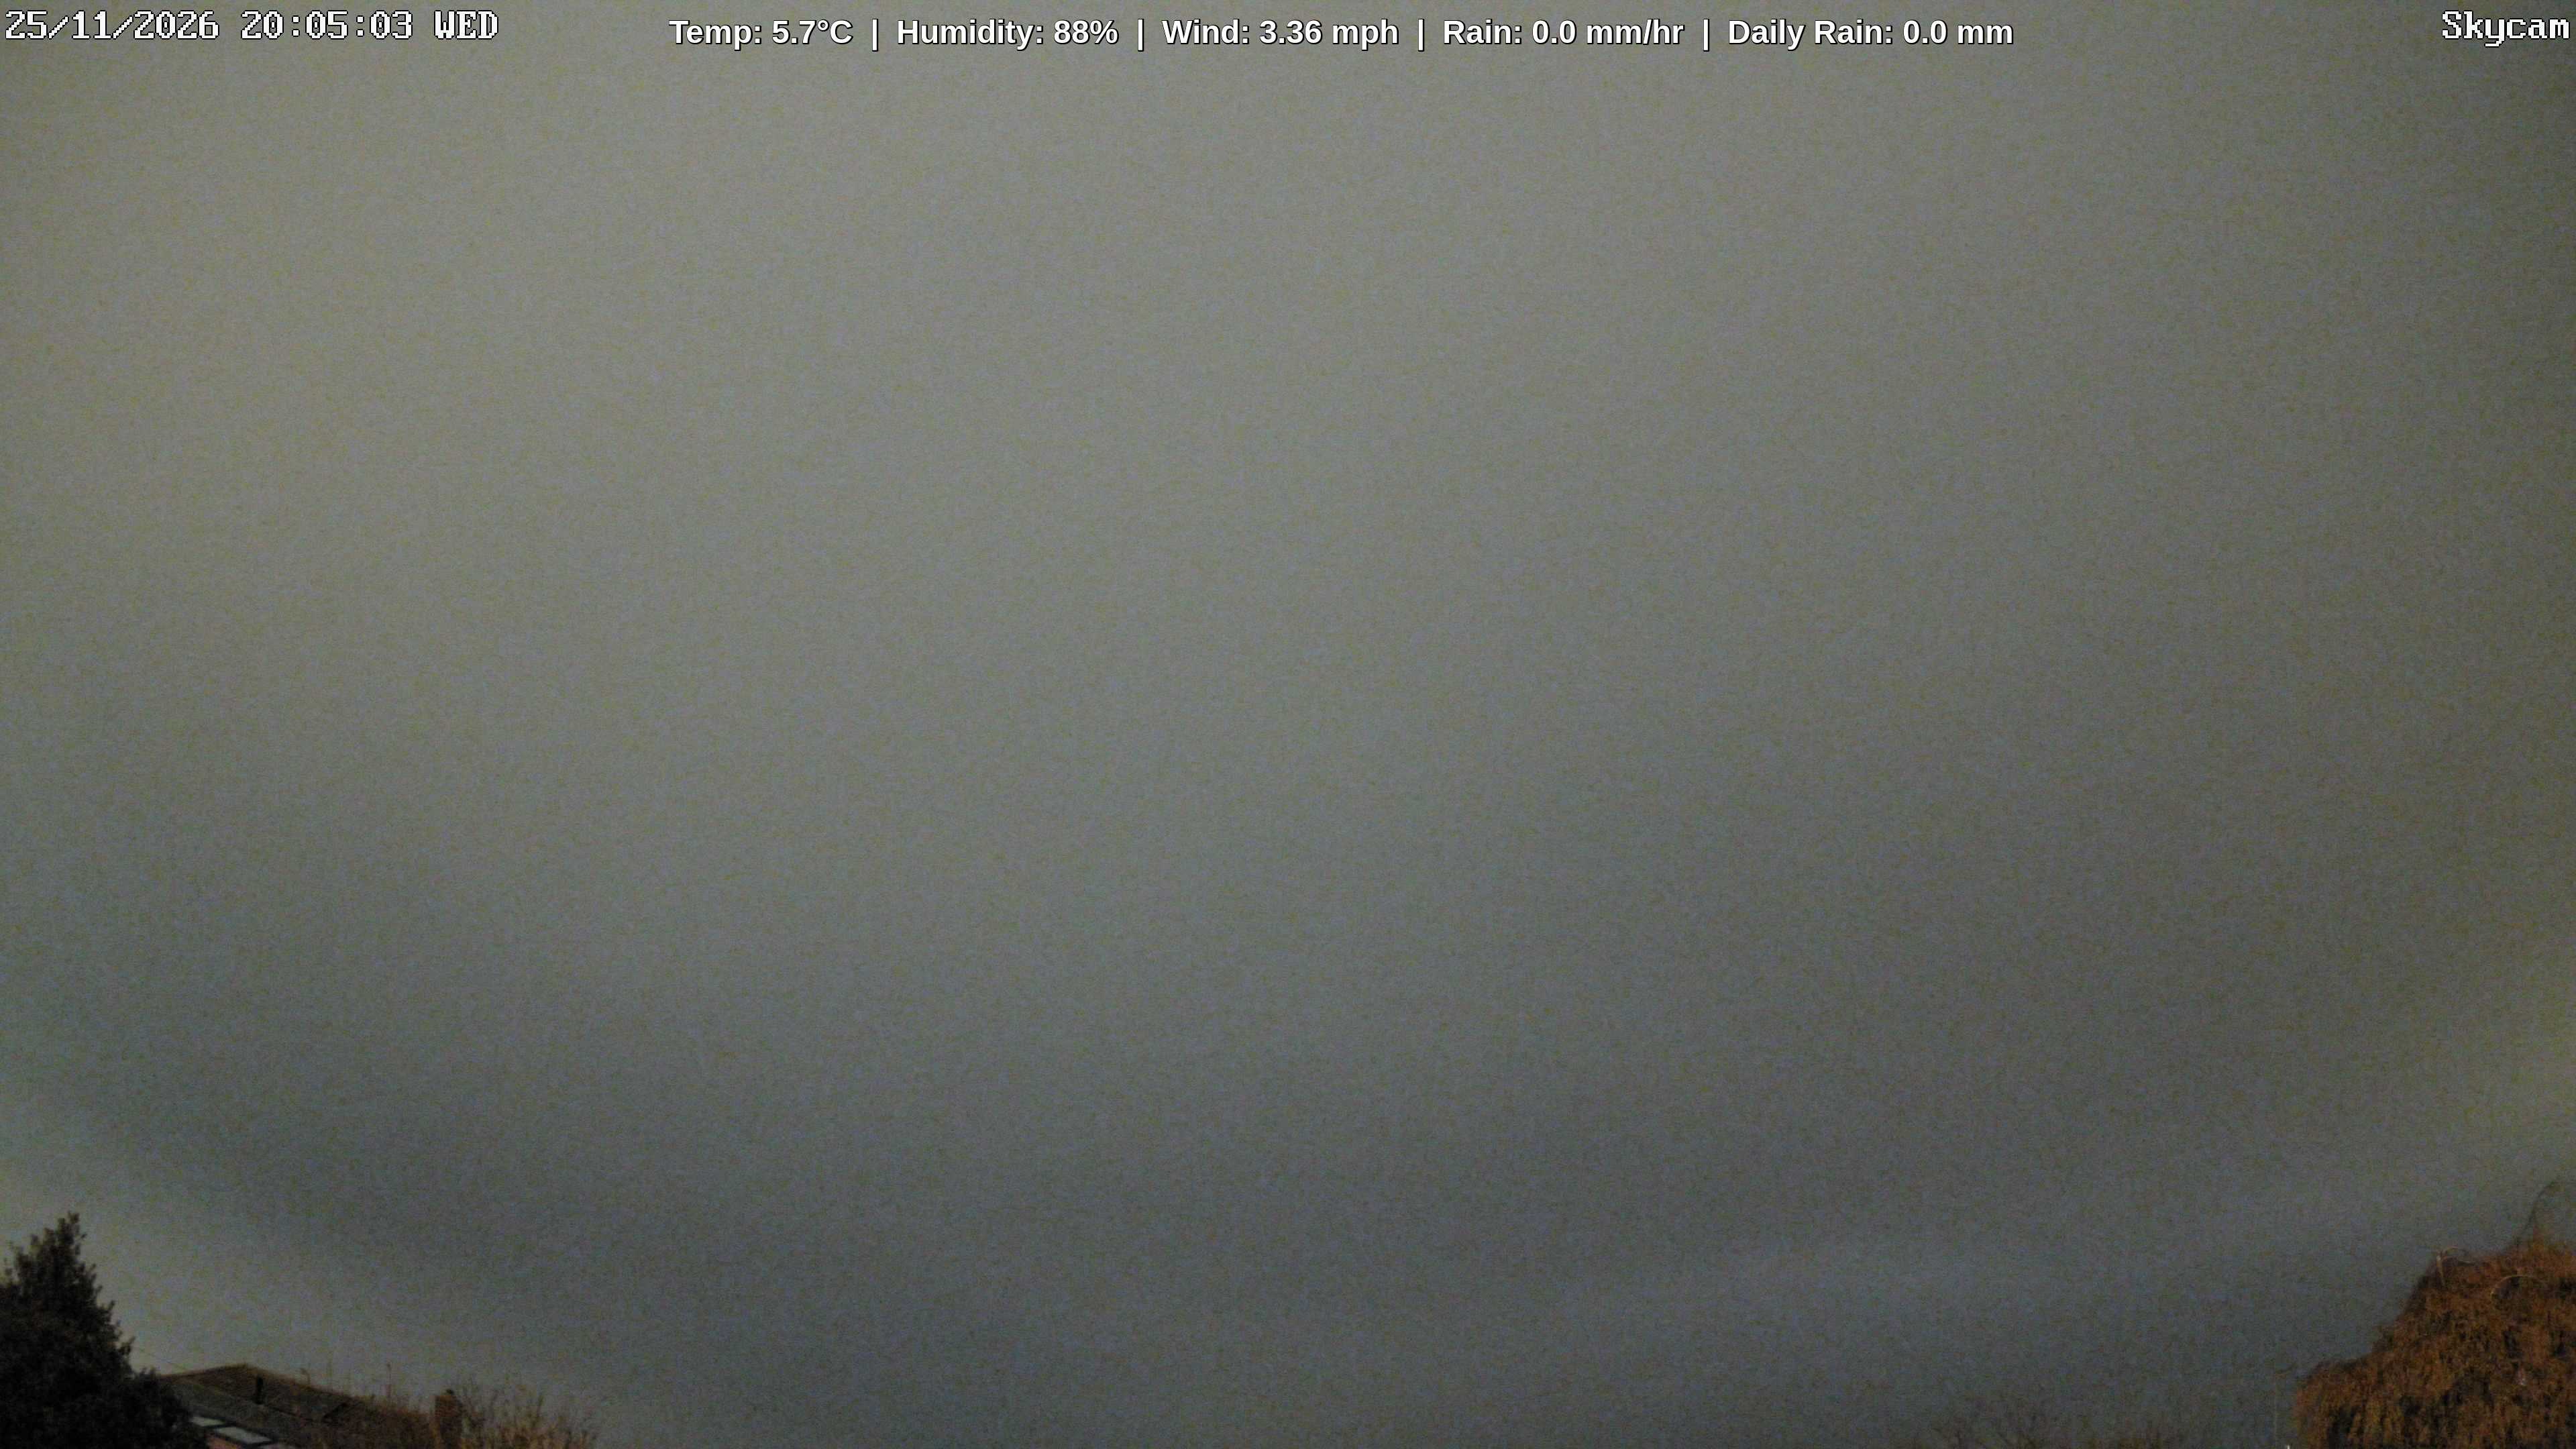 25/11/2026 20:05:03 WED
Temp: 5.7°C | Humidity: 88% | Wind: 3.36 mph | Rain: 0.0 mm/hr | Daily Rain: 0.0 mm
Skycam